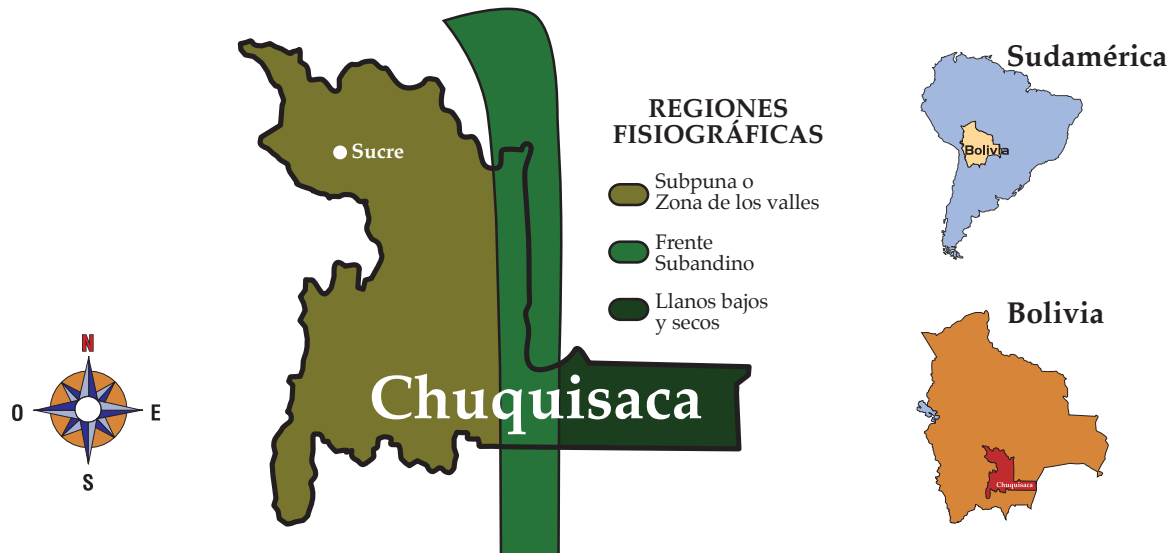 Sudamérica
Bolivia
REGIONES
FISIOGRÁFICAS
Sucre
Subpuna o
Zona de los valles
Frente
Subandino
Llanos bajos
y secos
Bolivia
Chuquisaca
N
O
E
S
Chuquisaca